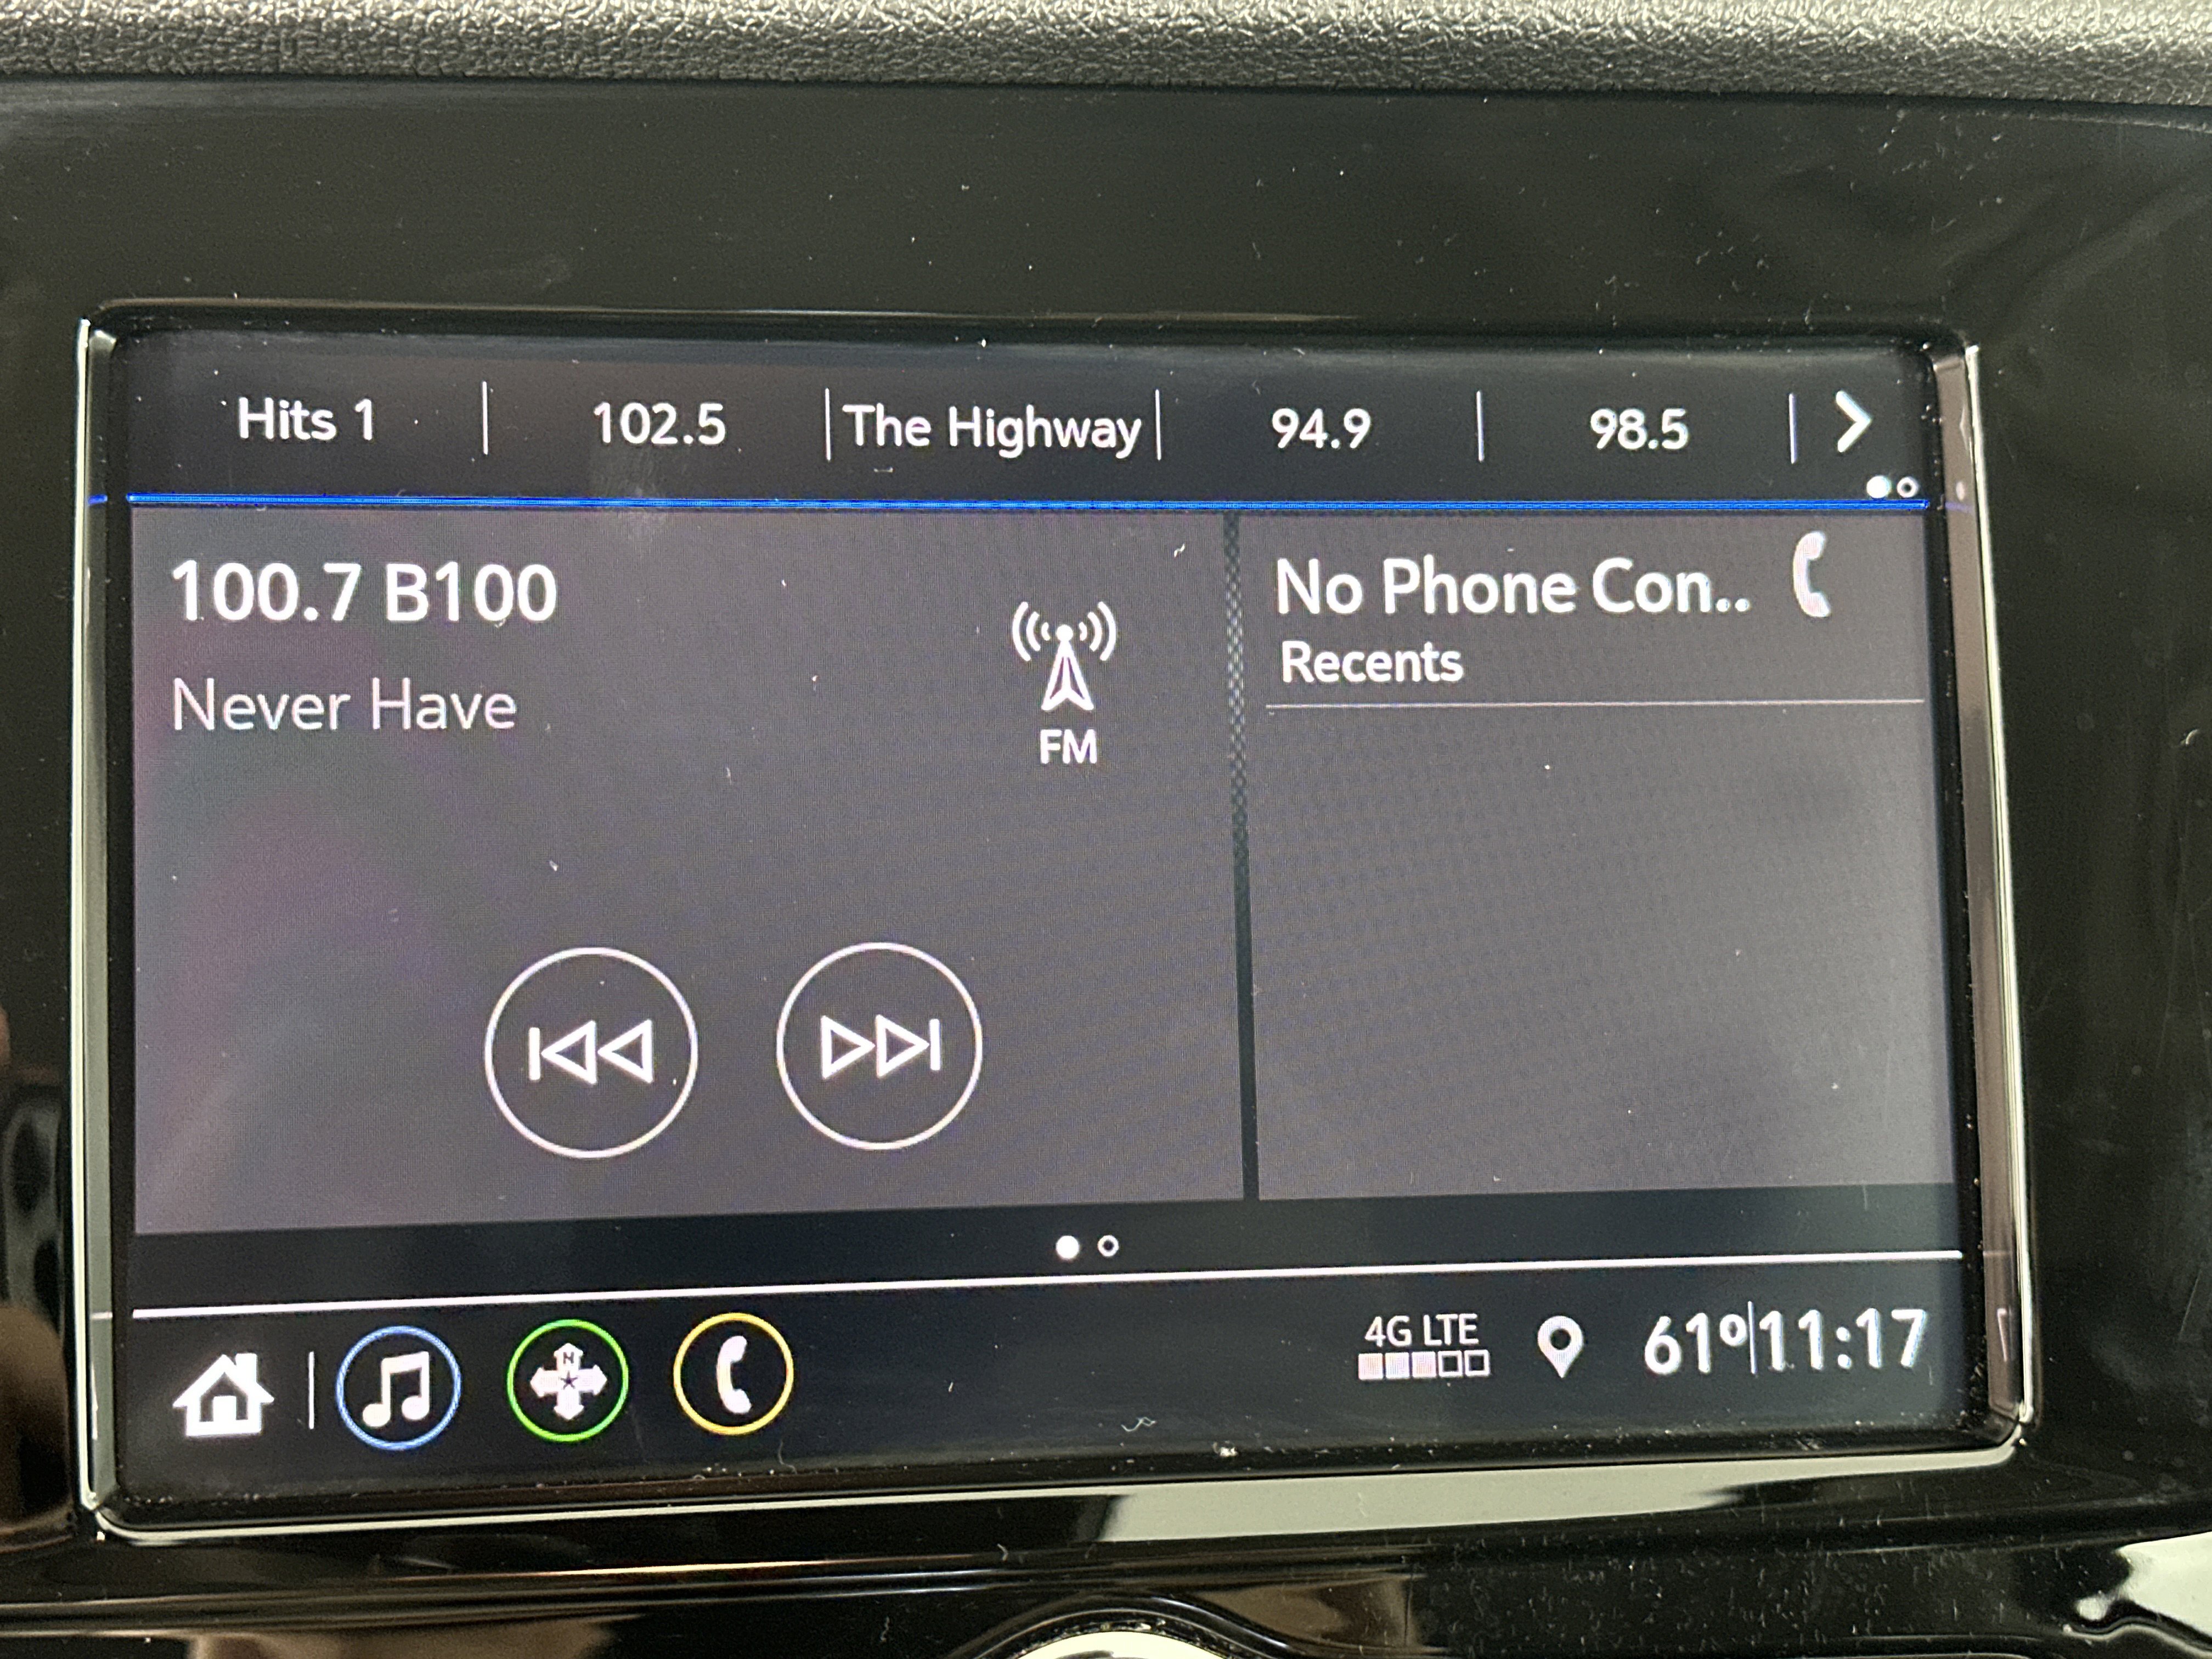 Hits 1 | 102.5 | The Highway | 94.9 | 98.5
100.7 B100
Never Have
FM
No Phone Con..
Recents
N
4G LTE
61° 11:17